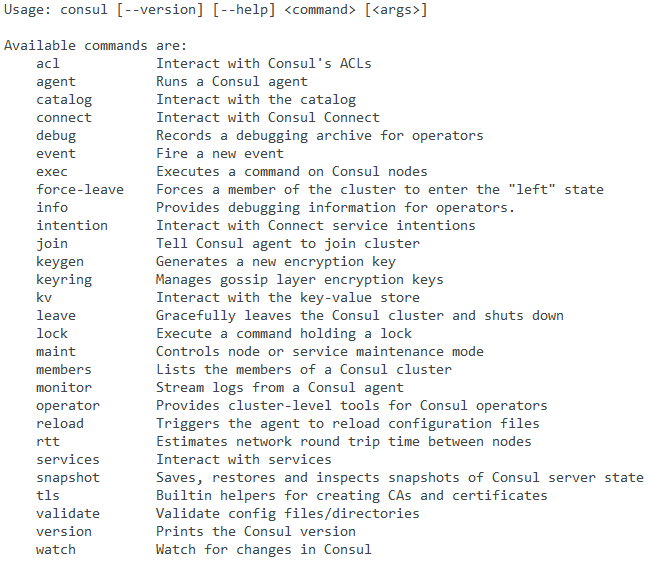 Usage: consul [--version] [--help] <command> [<args>]
Available commands are:
acl Interact with Consul's ACLs
agent Runs a Consul agent
catalog Interact with the catalog
connect Interact with Consul Connect
debug Records a debugging archive for operators
event Fire a new event
exec Executes a command on Consul nodes
force-leave Forces a member of the cluster to enter the "left" state
info Provides debugging information for operators.
intention Interact with Connect service intentions
join Tell Consul agent to join cluster
keygen Generates a new encryption key
keyring Manages gossip layer encryption keys
kv Interact with the key-value store
leave Gracefully leaves the Consul cluster and shuts down
lock Execute a command holding a lock
maint Controls node or service maintenance mode
members Lists the members of a Consul cluster
monitor Stream logs from a Consul agent
operator Provides cluster-level tools for Consul operators
reload Triggers the agent to reload configuration files
rtt Estimates network round trip time between nodes
services Interact with services
snapshot Saves, restores and inspects snapshots of Consul server state
tls Builtin helpers for creating CAs and certificates
validate Validate config files/directories
version Prints the Consul version
watch Watch for changes in Consul